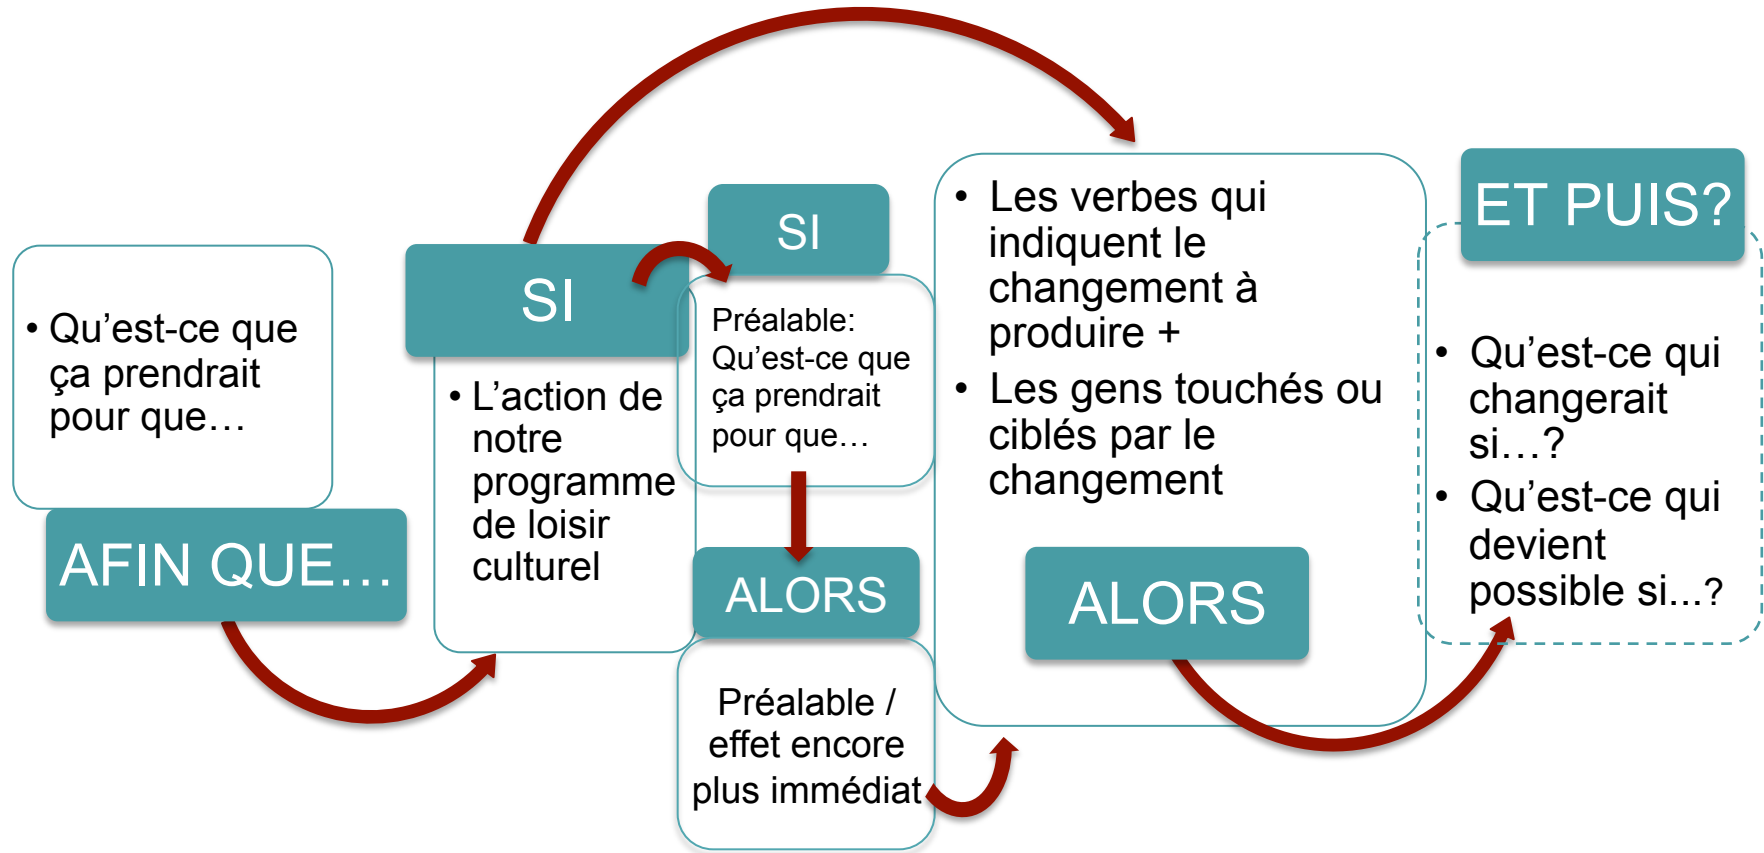 • Qu’est-ce que
ça prendrait
pour que…
AFIN QUE…
SI
• L’action de
notre
programme
de loisir
culturel
SI
Préalable:
Qu’est-ce que
ça prendrait
pour que…
ALORS
Préalable /
effet encore
plus immédiat
• Les verbes qui
indiquent le
changement à
produire +
• Les gens touchés ou
ciblés par le
changement
ALORS
ET PUIS?
• Qu’est-ce qui
changerait
si…?
• Qu’est-ce qui
devient
possible si...?